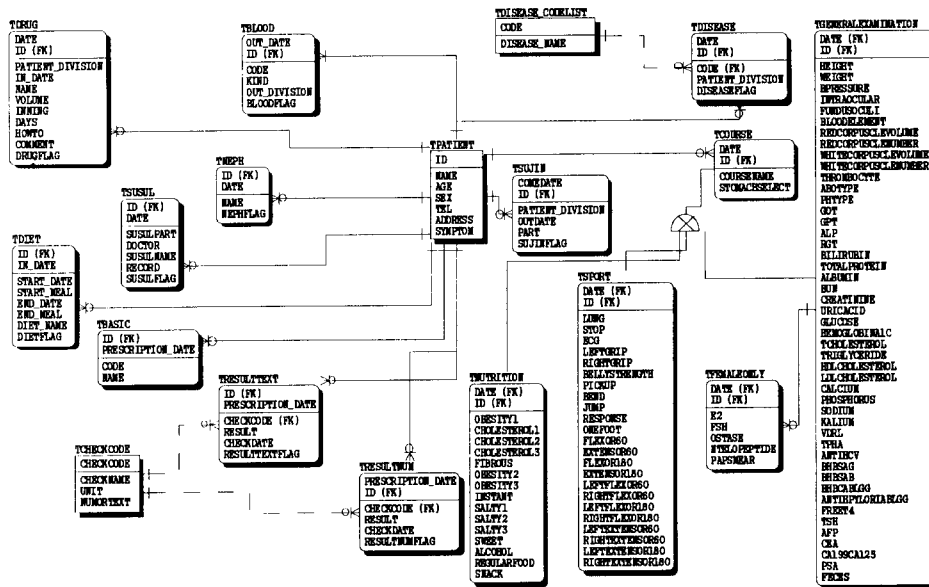 TDRUG
DATE
ID (FK)
PATIENT_DIVISION
IN_DATE
NAME
VOLUME
INNING
DAYS
HOWTO
COMMENT
DRUGFLAG
TBLOOD
OUT_DATE
ID (FK)
CODE
KIND
OUT_DIVISION
BLOODFLAG
TDISEASE_CODELIST
CODE
DISEASE_NAME
TDISEASE
DATE
ID (FK)
CODE (FK)
PATIENT_DIVISION
DISEASEFLAG
TGENERALEXAMINATION
DATE (FK)
ID (FK)
HEIGHT
WEIGHT
BPRESSURE
INTRAOCULAR
FUNDUSOCULI
BLOODELEMENT
REDCORPUSCLEVOLUME
REDCORPUSCLENUMBER
WHITECORPUSCLEVOLUME
WHITECORPUSCLENUMBER
THROMBOCYTE
ABOTYPE
PHTYPE
GOT
GPT
ALP
RGT
BILIRUBIN
TOTALPROTEIN
ALBUMIN
BUN
CREATININE
URICACID
GLUCOSE
HEMOGLOBINA1C
TCHOLESTEROL
TRIGLYCERIDE
HDLCHOLESTEROL
LDLCHOLESTEROL
CALCIUM
PHOSPHORUS
SODIUM
KALIUM
VDRL
TPHA
ANTIHCV
BHBSAG
BHBSAB
BHBCABLGG
ANTIHPYLORIABLGG
FREET4
TSH
AFP
CEA
CA199CA125
PSA
FECES
TPATIENT
ID
NAME
AGE
SEX
TEL
ADDRESS
SYMPTON
TCOURSE
DATE
ID (FK)
COURSENAME
STOMACHSELECT
TNEPH
ID (FK)
DATE
NAME
NEPHFLAG
TSUJIN
COMEDATE
ID (FK)
PATIENT_DIVISION
OUTDATE
PART
SUJINFLAG
TSUSUL
ID (FK)
DATE
SUSULPART
DOCTOR
SUSULNAME
RECORD
SUSULFLAG
TDIET
ID (FK)
IN_DATE
START_DATE
START_MEAL
END_DATE
END_MEAL
DIET_NAME
DIETFLAG
TSPORT
DATE (FK)
ID (FK)
LUNG
STOP
ECG
LEFTGRIP
RIGHTGRIP
BELLYSTRENGTH
PICKUP
BEND
JUMP
RESPONSE
ONEFOOT
FLEXOR60
EXTENSOR60
FLEXOR180
EXTENSOR180
LEFTFLEXOR60
RIGHTFLEXOR60
LEFTFLEXOR180
RIGHTFLEXOR180
LEFTEXTENSOR60
RIGHTEXTENSOR60
LEFTEXTENSOR180
RIGHTEXTENSOR180
TBASIC
ID (FK)
PRESCRIPTION_DATE
CODE
NAME
TRESULTTEXT
ID (FK)
PRESCRIPTION_DATE
CHECKCODE (FK)
RESULT
CHECKDATE
RESULTTEXTFLAG
TNUTRITION
DATE (FK)
ID (FK)
OBESITY1
CHOLESTEROL1
CHOLESTEROL2
CHOLESTEROL3
FIBROUS
OBESITY2
OBESITY3
INSTANT
SALTY1
SALTY2
SALTY3
SWEET
ALCOHOL
REGULARFOOD
SNACK
TFEMALEONLY
DATE (FK)
ID (FK)
E2
FSH
OSTASE
NTELOPEPTIDE
PAPSMEAR
TCHECKCODE
CHECKCODE
CHECKNAME
UNIT
NUMORTEXT
TRESULTNUM
PRESCRIPTION_DATE
ID (FK)
CHECKCODE (FK)
RESULT
CHECKDATE
RESULTNUMFLAG